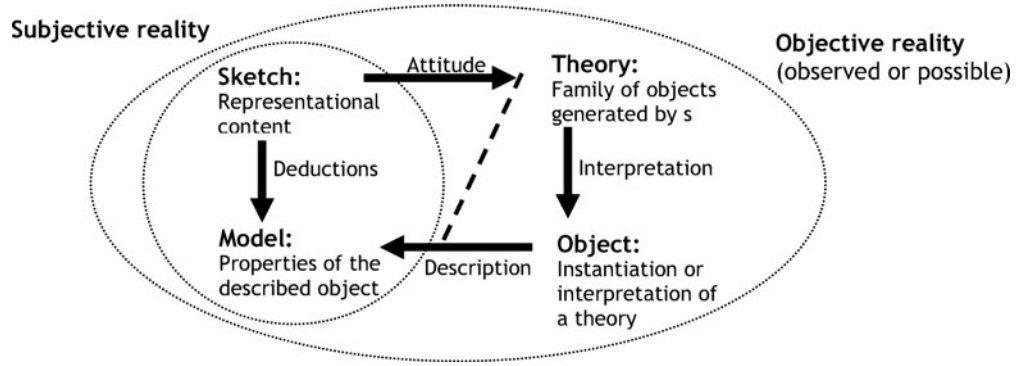 Subjective reality
Objective reality
(observed or possible)
Sketch:
Representational
content
Attitude
Theory:
Family of objects
generated by s
Deductions
Interpretation
Model:
Properties of the
described object
Description
Object:
Instantiation or
interpretation of
a theory